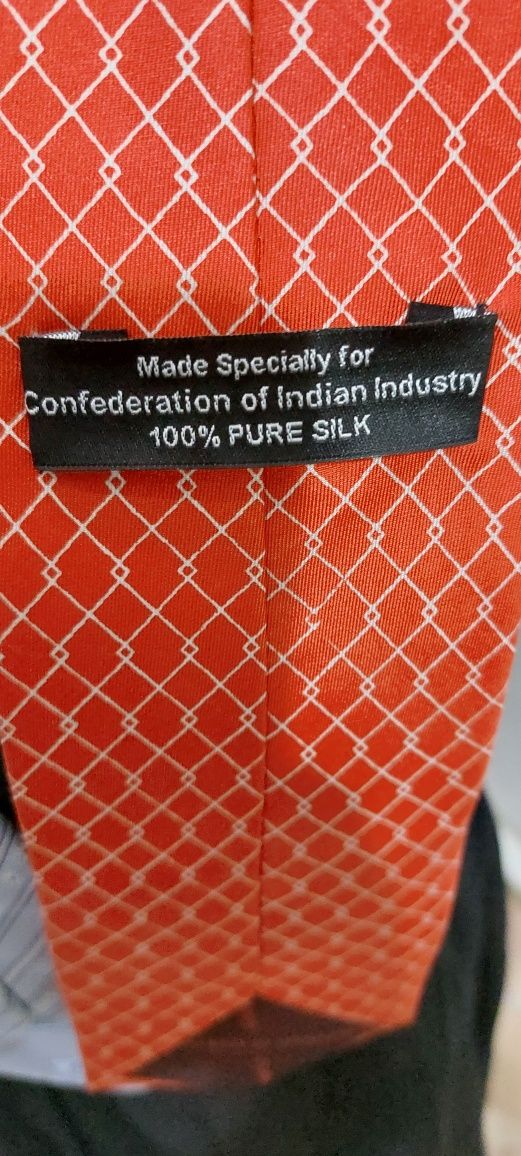 Made Specially for
Confederation of Indian Industry
100% PURE SILK